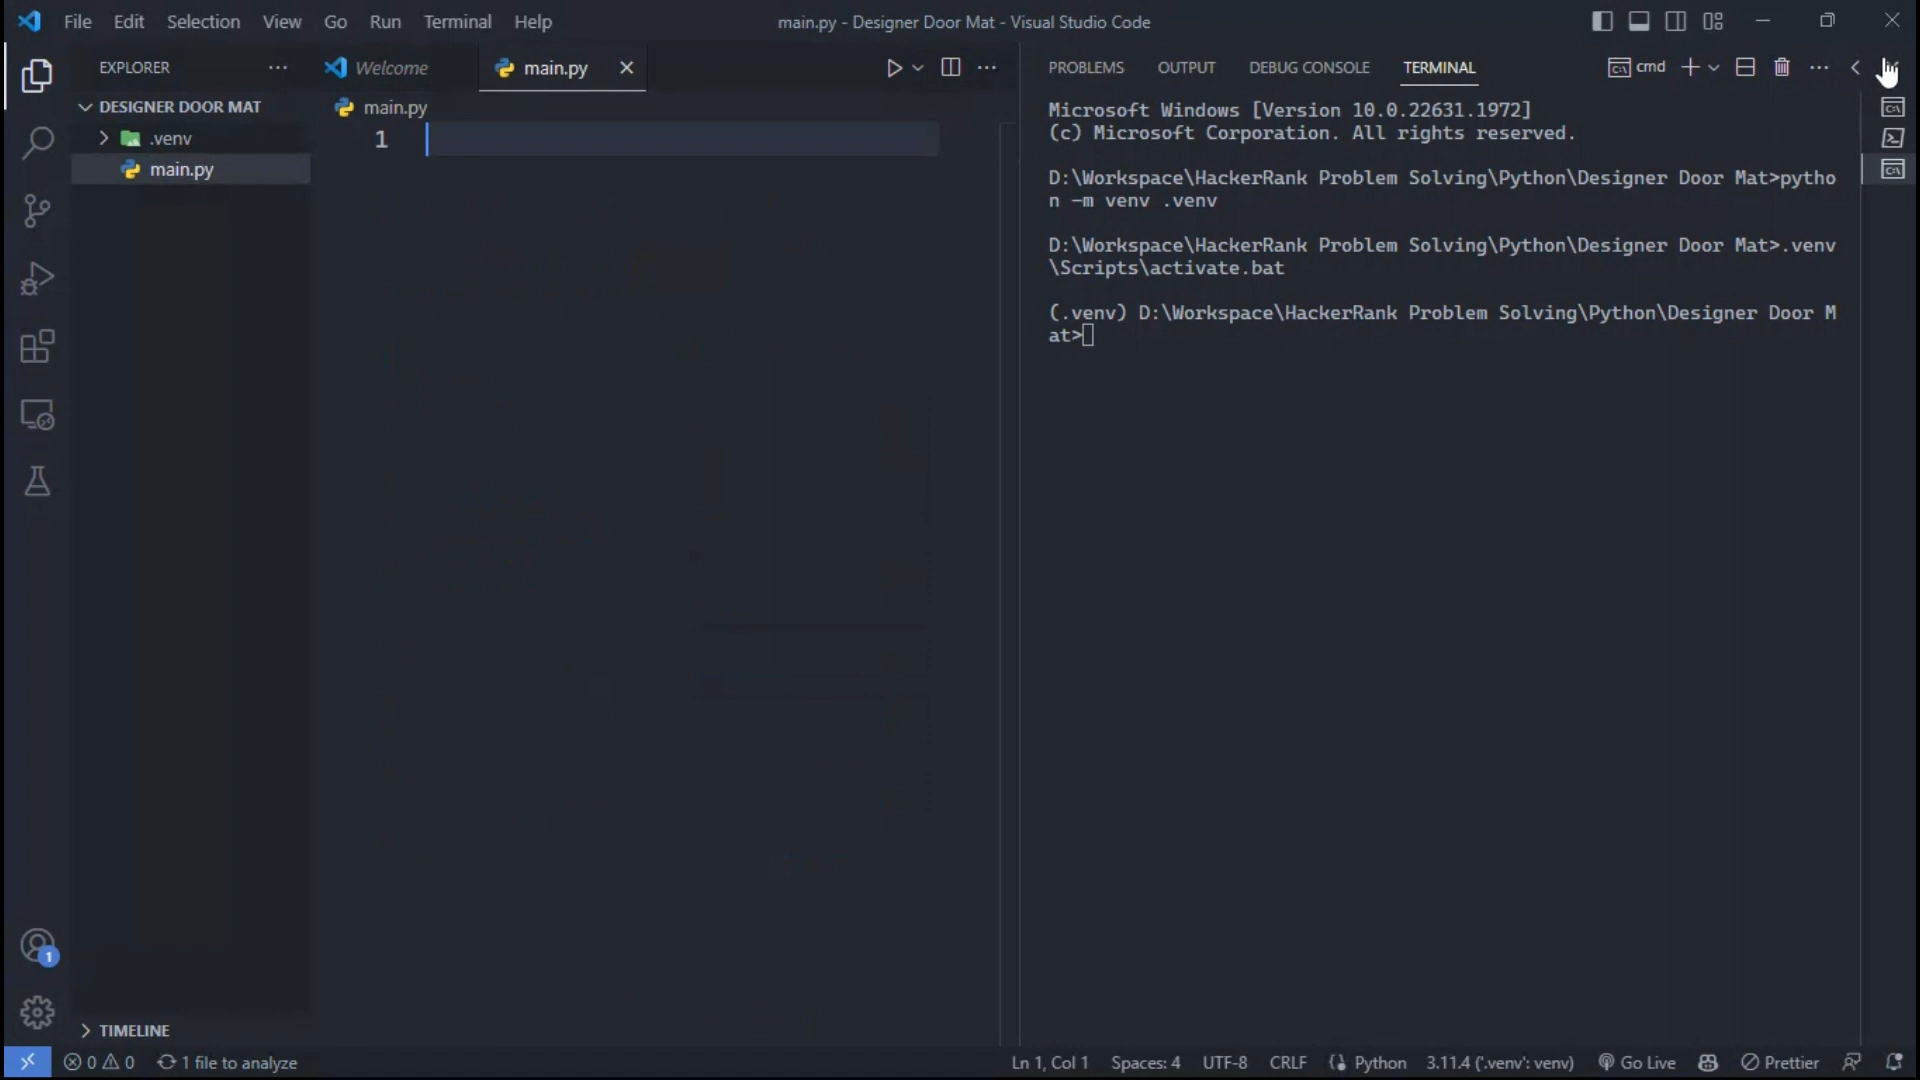 File Edit Selection View Go Run Terminal Help
main.py - Designer Door Mat - Visual Studio Code
EXPLORER
DESIGNER DOOR MAT
.venv
main.py
TIMELINE
Welcome
main.py
main.py
1
PROBLEMS OUTPUT DEBUG CONSOLE TERMINAL
cmd
Microsoft Windows [Version 10.0.22631.1972]
(c) Microsoft Corporation. All rights reserved.
D:\Workspace\HackerRank Problem Solving\Python\Designer Door Mat>pytho
n -m venv .venv
D:\Workspace\HackerRank Problem Solving\Python\Designer Door Mat>.venv
\Scripts\activate.bat
(.venv) D:\Workspace\HackerRank Problem Solving\Python\Designer Door M
at>
1
0 0 1 file to analyze
Ln 1, Col 1 Spaces: 4 UTF-8 CRLF Python 3.11.4 ('.venv': venv) Go Live Prettier